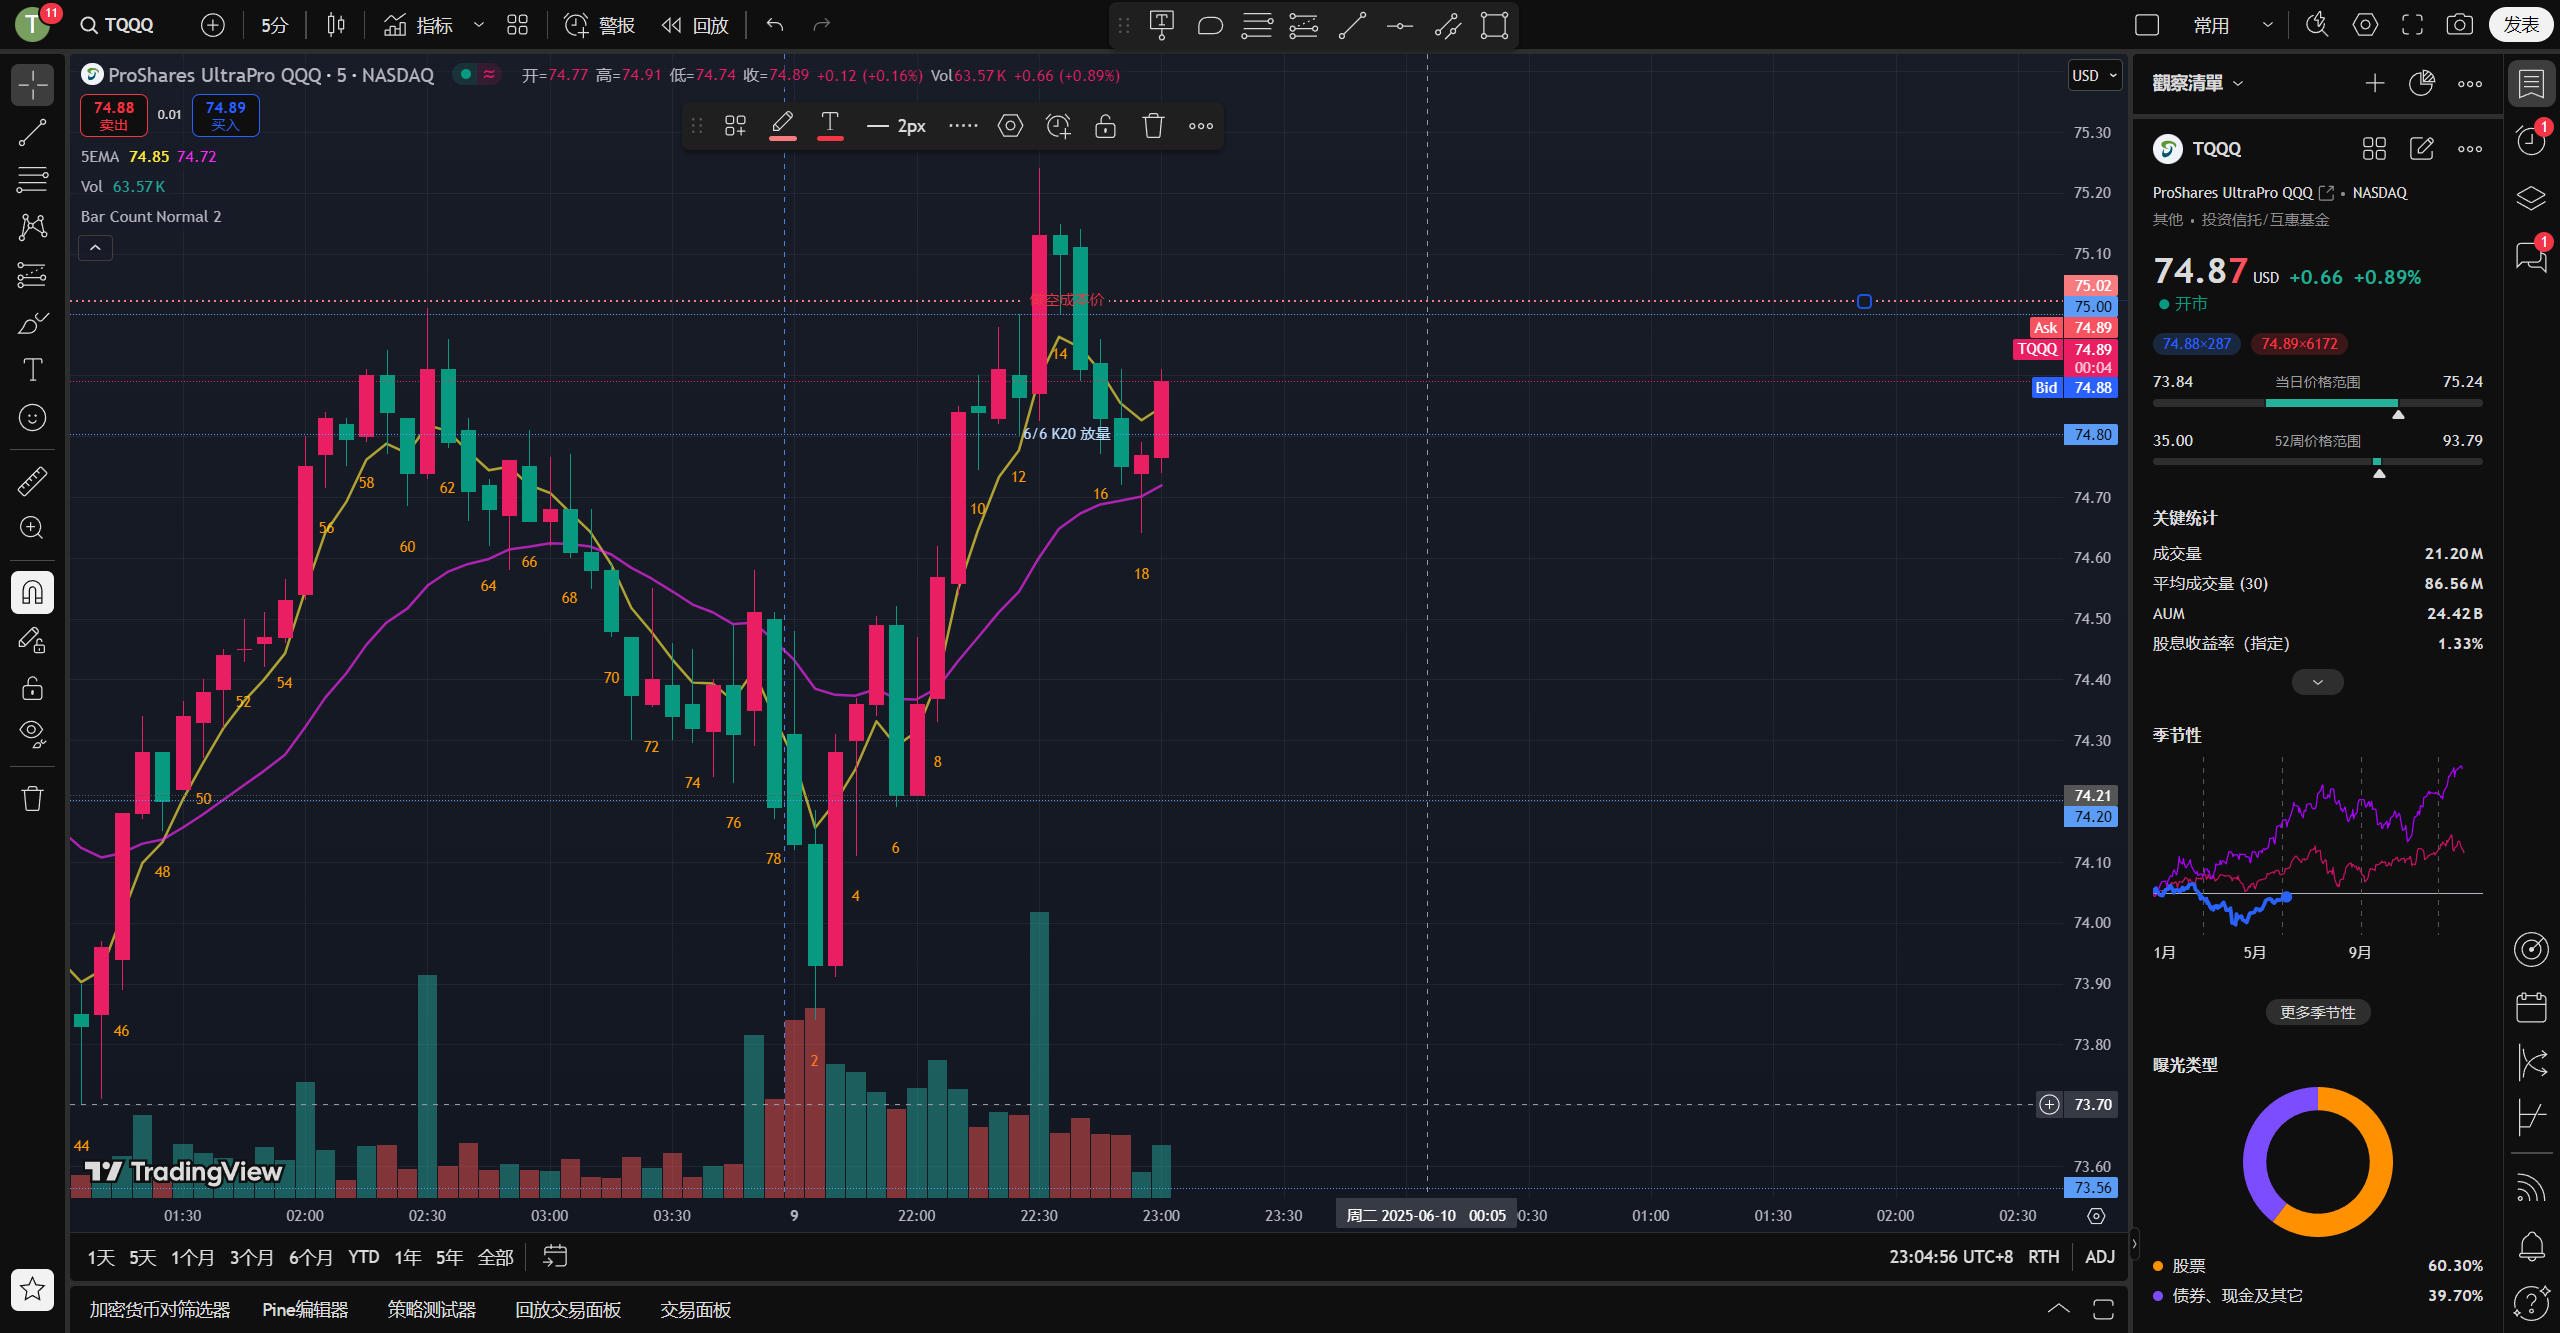 T 11 TQQQ 5分 指标 警报 回放 常用 发表
ProShares UltraPro QQQ · 5 · NASDAQ 开=74.77 高=74.91 低=74.74 收=74.89 +0.12 (+0.16%) Vol63.57 K +0.66 (+0.89%)
74.88 卖出 0.01 74.89 买入
2px
5EMA 74.85 74.72
Vol 63.57 K
Bar Count Normal 2
USD
75.30
75.20
75.10
75.02
75.00
Ask 74.89
TQQQ 74.89
00:04
Bid 74.88
74.80
74.70
74.60
74.50
74.40
74.30
74.21
74.20
74.10
74.00
73.90
73.80
73.70
73.60
73.56
6/6 K20 放量
44 46 48 50 52 54 56 58 60 62 64 66 68 70 72 74 76 78
2 4 6 8 10 12 14 16 18
TradingView
01:30 02:00 02:30 03:00 03:30 9 22:00 22:30 23:00 23:30 周二 2025-06-10 00:05 0:30 01:00 01:30 02:00 02:30
1天 5天 1个月 3个月 6个月 YTD 1年 5年 全部 23:04:56 UTC+8 RTH ADJ
加密货币对筛选器 Pine编辑器 策略测试器 回放交易面板 交易面板
觀察清單
TQQQ
ProShares UltraPro QQQ • NASDAQ
其他 • 投资信托/互惠基金
74.87 USD +0.66 +0.89%
开市
74.88×287 74.89×6172
73.84 当日价格范围 75.24
35.00 52周价格范围 93.79
关键统计
成交量 21.20 M
平均成交量 (30) 86.56 M
AUM 24.42 B
股息收益率（指定） 1.33%
季节性
1月 5月 9月
更多季节性
曝光类型
股票 60.30%
债券、现金及其它 39.70%
1
1